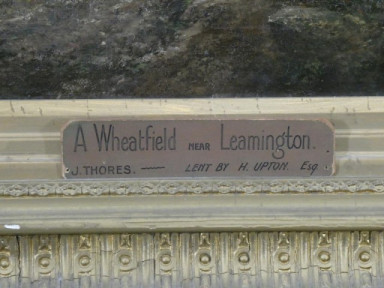 A Wheatfield near Leamington.
J. THORES. — LENT BY H. UPTON. Esq